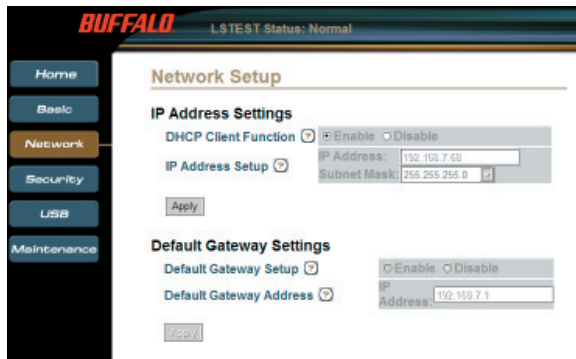 BUFFALO
LSTEST Status: Normal
Home
Basic
Network
Security
USB
Maintenance
Network Setup
IP Address Settings
DHCP Client Function ? Enable Disable
IP Address Setup ? IP Address: 192.168.7.68
Subnet Mask: 255.255.255.0
Apply
Default Gateway Settings
Default Gateway Setup ? Enable Disable
Default Gateway Address ? IP Address: 192.168.7.1
Apply